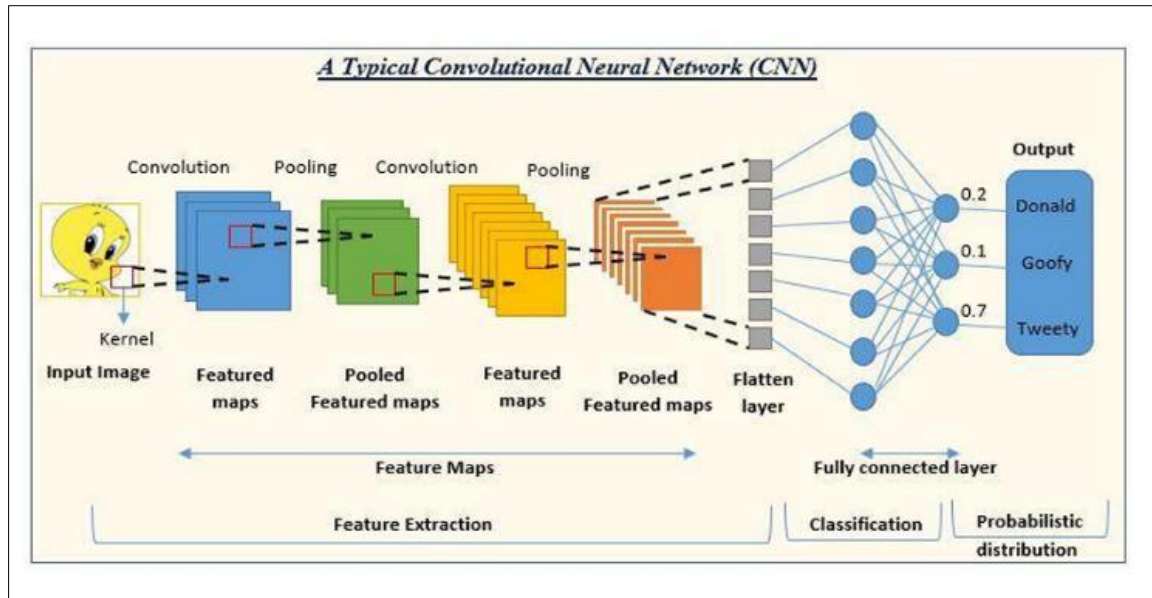 A Typical Convolutional Neural Network (CNN)
Convolution
Pooling
Convolution
Pooling
Output
0.2
Donald
0.1
Goofy
0.7
Tweety
Kernel
Input Image
Featured
maps
Pooled
Featured maps
Featured
maps
Pooled
Featured maps
Flatten
layer
Feature Maps
Fully connected layer
Feature Extraction
Classification
Probabilistic
distribution